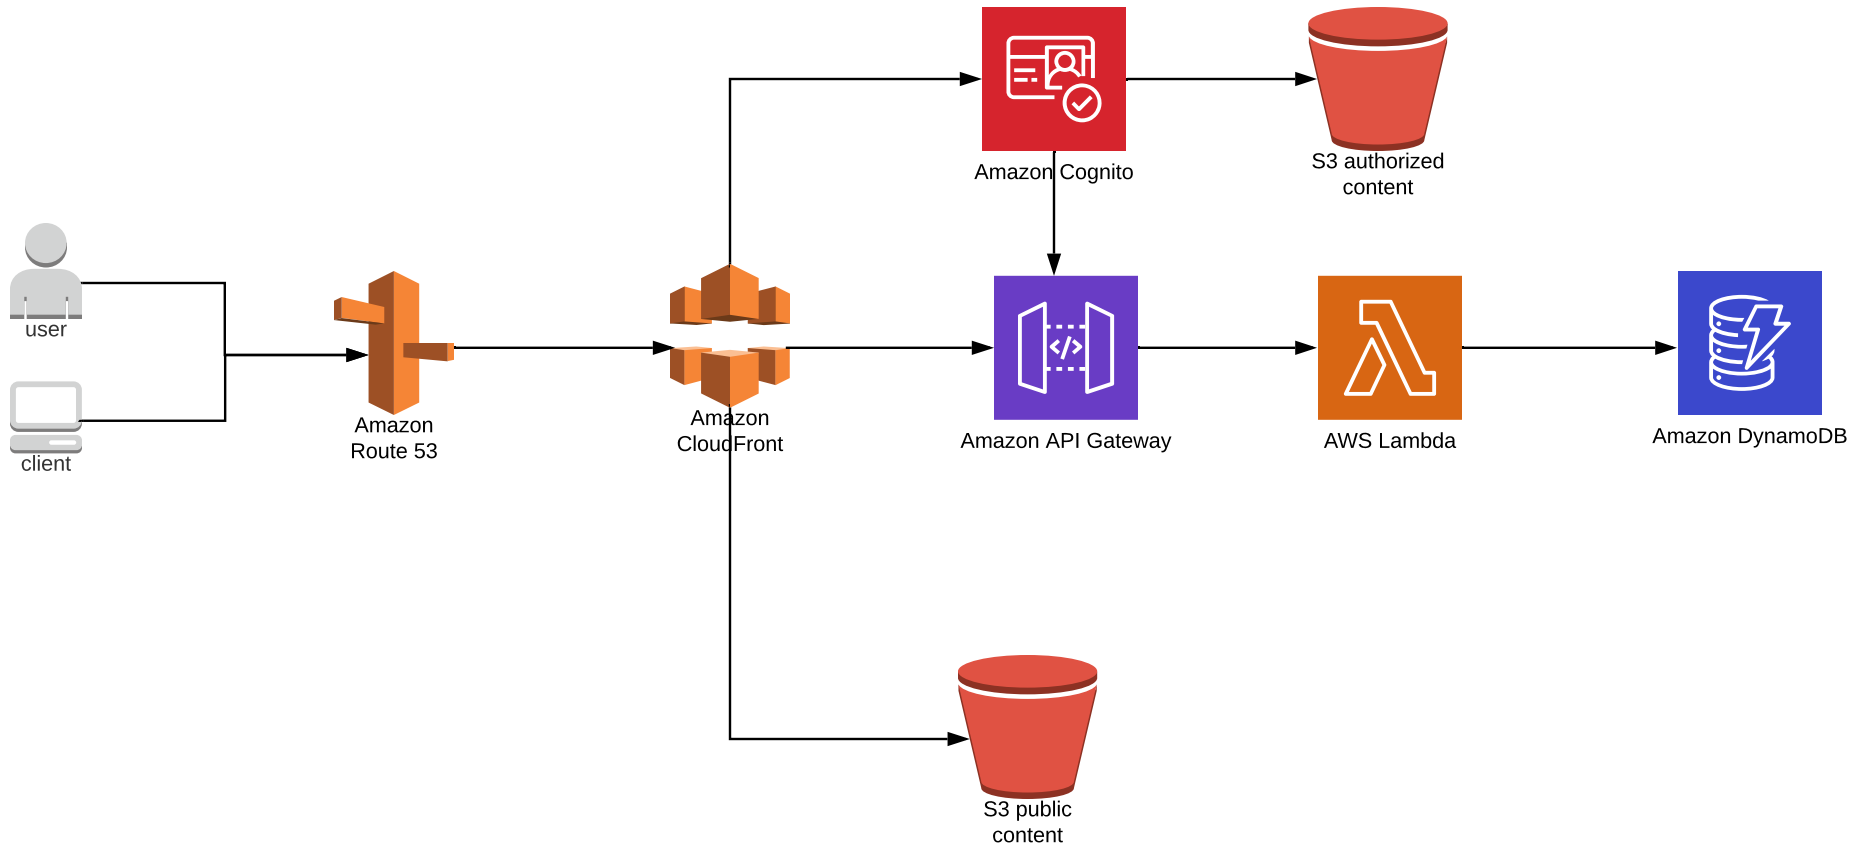 Amazon Cognito
S3 authorized
content
user
client
Amazon
Route 53
Amazon
CloudFront
Amazon API Gateway
AWS Lambda
Amazon DynamoDB
S3 public
content